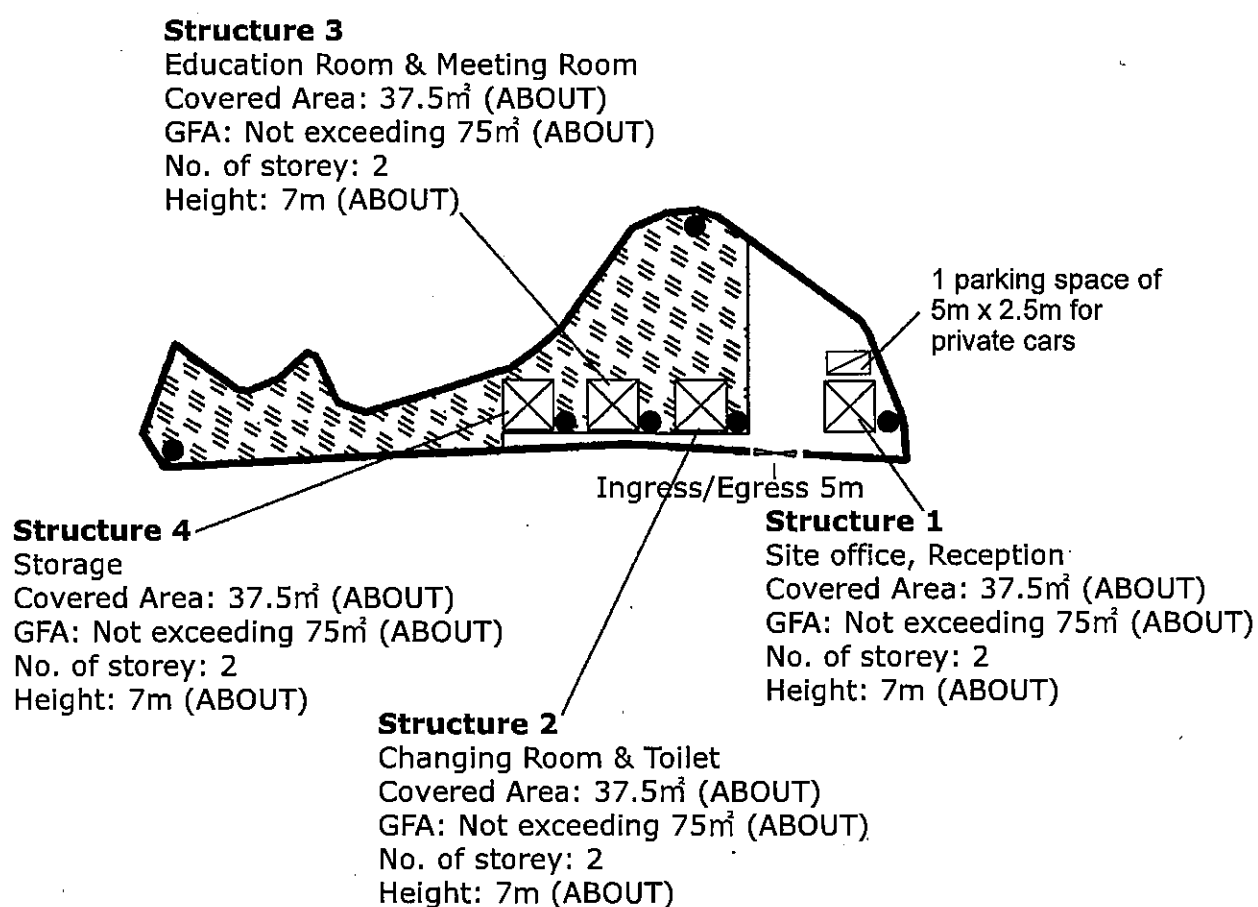 Structure 3
Education Room & Meeting Room
Covered Area: 37.5㎡ (ABOUT)
GFA: Not exceeding 75㎡ (ABOUT)
No. of storey: 2
Height: 7m (ABOUT)
1 parking space of
5m x 2.5m for
private cars
Ingress/Egress 5m
Structure 4
Storage
Covered Area: 37.5㎡ (ABOUT)
GFA: Not exceeding 75㎡ (ABOUT)
No. of storey: 2
Height: 7m (ABOUT)
Structure 1
Site office, Reception
Covered Area: 37.5㎡ (ABOUT)
GFA: Not exceeding 75㎡ (ABOUT)
No. of storey: 2
Height: 7m (ABOUT)
Structure 2
Changing Room & Toilet
Covered Area: 37.5㎡ (ABOUT)
GFA: Not exceeding 75㎡ (ABOUT)
No. of storey: 2
Height: 7m (ABOUT)